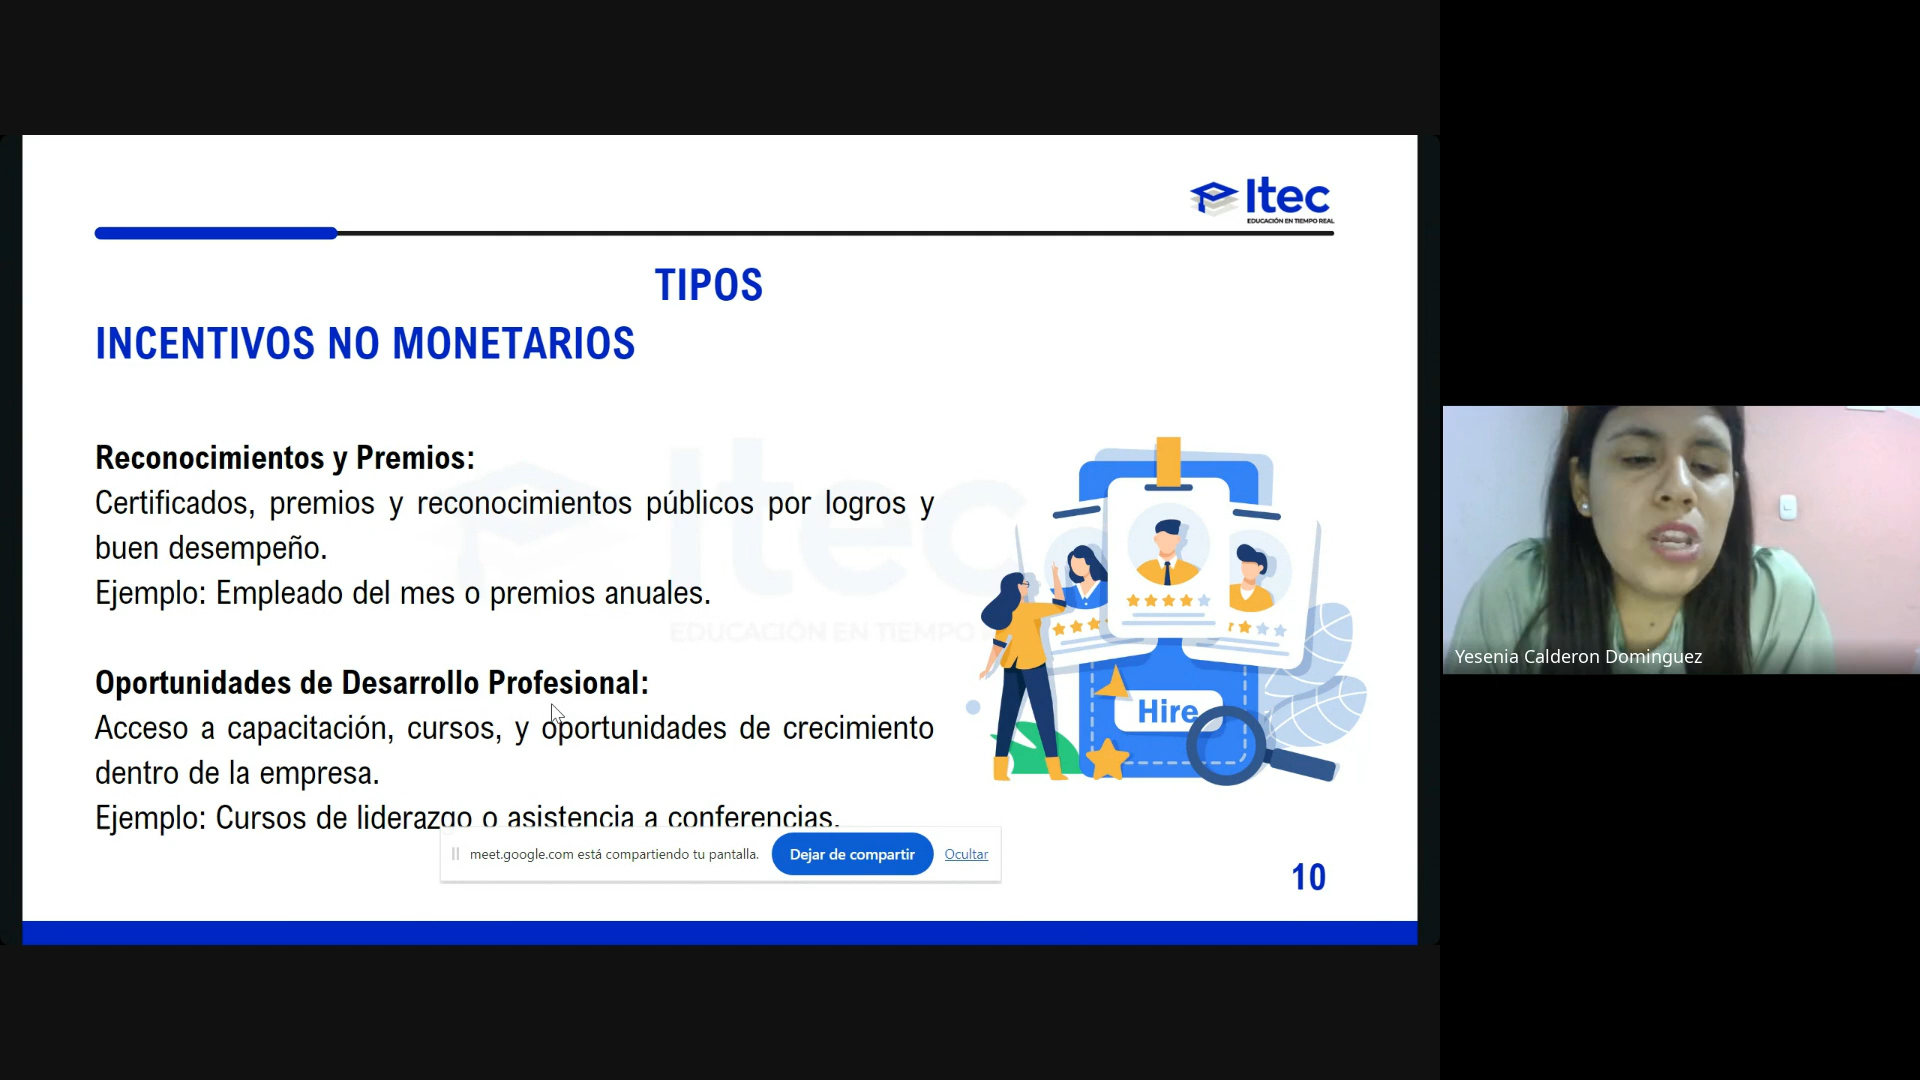 Itec
EDUCACIÓN EN TIEMPO REAL
TIPOS
INCENTIVOS NO MONETARIOS
Reconocimientos y Premios:
Certificados, premios y reconocimientos públicos por logros y
buen desempeño.
Ejemplo: Empleado del mes o premios anuales.
Oportunidades de Desarrollo Profesional:
Acceso a capacitación, cursos, y oportunidades de crecimiento
dentro de la empresa.
Ejemplo: Cursos de liderazgo o asistencia a conferencias.
Itec
EDUCACIÓN EN TIEMPO
Hire
meet.google.com está compartiendo tu pantalla.
Dejar de compartir
Ocultar
10
Yesenia Calderon Dominguez